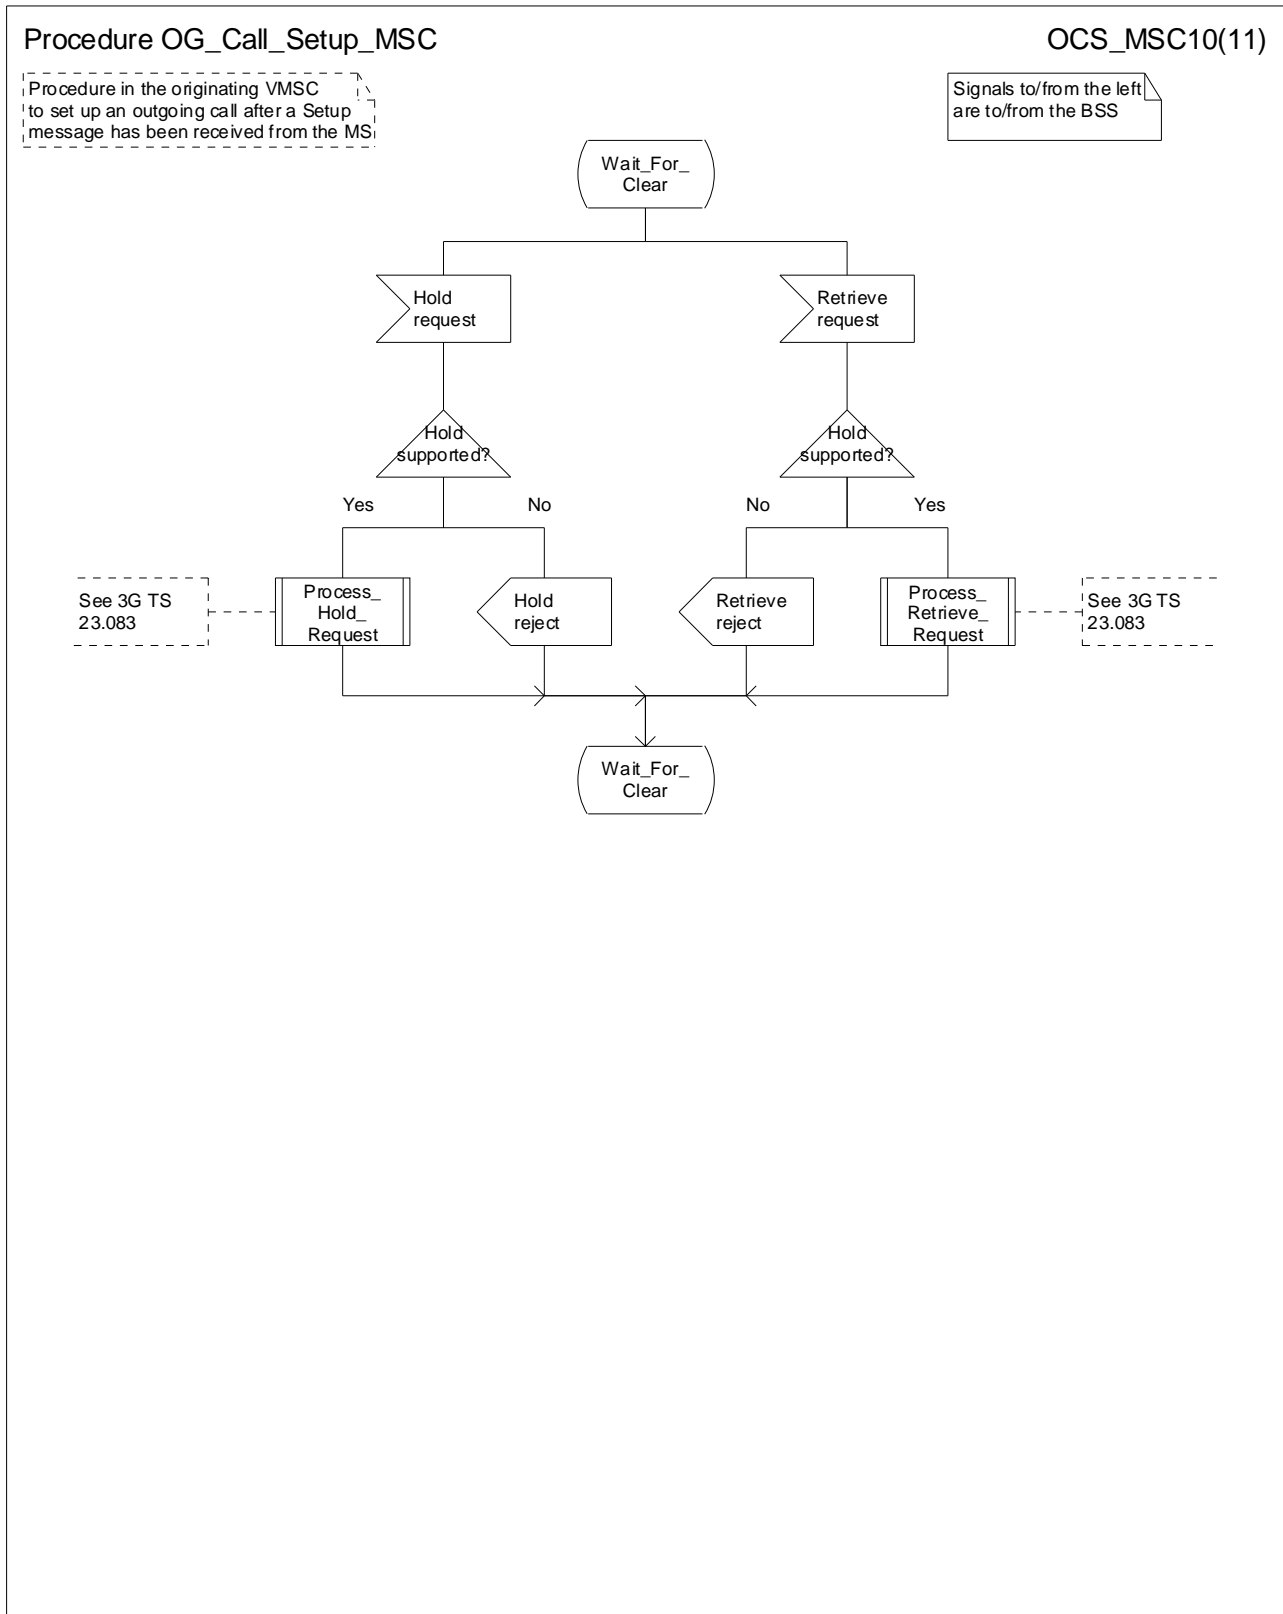 Procedure OG_Call_Setup_MSC
OCS_MSC10(11)
Procedure in the originating VMSC
to set up an outgoing call after a Setup
message has been received from the MS
Signals to/from the left
are to/from the BSS
Wait_For_
Clear
Hold
request
Retrieve
request
Hold
supported?
Hold
supported?
Yes
No
No
Yes
See 3G TS
23.083
Process_
Hold_
Request
Hold
reject
Retrieve
reject
Process_
Retrieve_
Request
See 3G TS
23.083
Wait_For_
Clear